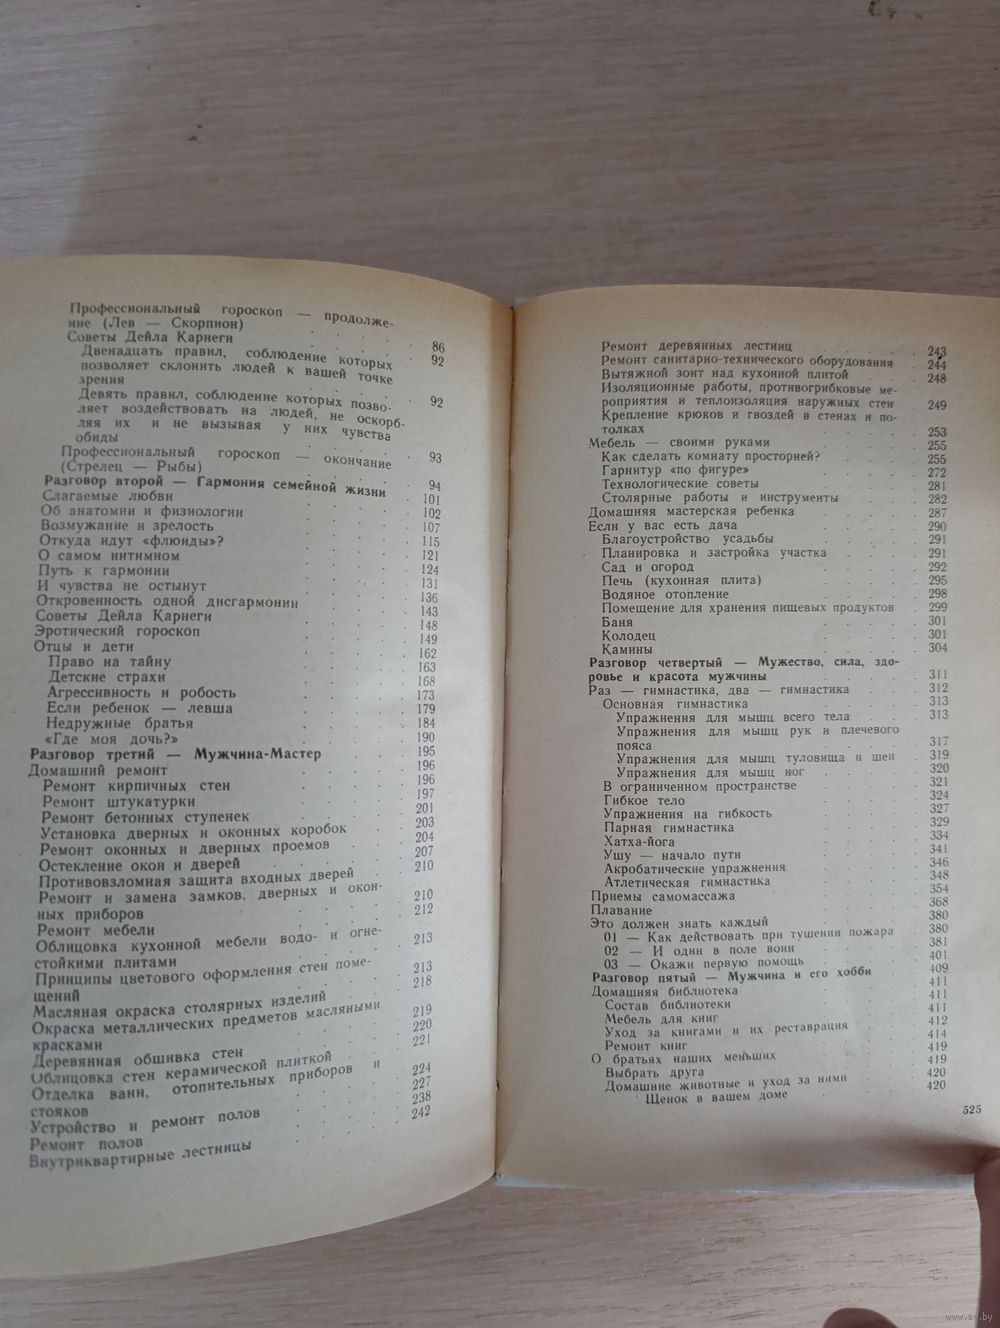 Профессиональный гороскоп — продолже-
ние (Лев — Скорпион) 86
Советы Дейла Карнеги 92
Двенадцать правил, соблюдение которых
позволяет склонить людей к вашей точке
зрения 92
Девять правил, соблюдение которых позво-
ляет воздействовать на людей, не оскорб-
ляя их и не вызывая у них чувства
обиды 93
Профессиональный гороскоп — окончание
(Стрелец — Рыбы) 94
Разговор второй — Гармония семейной жизни 101
Слагаемые любви 102
Об анатомии и физиологии 107
Возмужание и зрелость 115
Откуда идут «флюиды»? 121
О самом интимном 124
Путь к гармонии 131
И чувства не остынут 136
Откровенность одной дисгармонии 143
Советы Дейла Карнеги 148
Эротический гороскоп 149
Отцы и дети 162
Право на тайну 163
Детские страхи 168
Агрессивность и робость 173
Если ребенок — левша 179
Недружные братья 184
«Где моя дочь?» 190
Разговор третий — Мужчина-Мастер 195
Домашний ремонт 196
Ремонт кирпичных стен 196
Ремонт штукатурки 197
Ремонт бетонных ступенек 201
Установка дверных и оконных коробок 203
Ремонт оконных и дверных проемов 204
Остекление окон и дверей 207
Противовзломная защита входных дверей 210
Ремонт и замена замков, дверных и окон-
ных приборов 210
Ремонт мебели 212
Облицовка кухонной мебели водо- и огне-
стойкими плитами 213
Принципы цветового оформления стен поме-
щений 213
Масляная окраска столярных изделий 218
Окраска металлических предметов масляными
красками 219
Деревянная обшивка стен 220
Облицовка стен керамической плиткой 221
Отделка ванн, отопительных приборов и
стояков 224
Устройство и ремонт полов 227
Ремонт полов 238
Внутриквартирные лестницы 242
Ремонт деревянных лестниц 243
Ремонт санитарно-технического оборудования 244
Вытяжной зонт над кухонной плитой 248
Изоляционные работы, противогрибковые ме-
роприятия и теплоизоляция наружных стен 249
Крепление крюков и гвоздей в стенах и по-
толках 253
Мебель — своими руками 255
Как сделать комнату просторней? 255
Гарнитур «по фигуре» 272
Технологические советы 281
Столярные работы и инструменты 282
Домашняя мастерская ребенка 287
Если у вас есть дача 290
Благоустройство усадьбы 291
Планировка и застройка участка 291
Сад и огород 292
Печь (кухонная плита) 295
Водяное отопление 298
Помещение для хранения пищевых продуктов 299
Баня 301
Колодец 301
Камины 304
Разговор четвертый — Мужество, сила, здо-
ровье и красота мужчины 311
Раз — гимнастика, два — гимнастика 312
Основная гимнастика 313
Упражнения для мышц всего тела 313
Упражнения для мышц рук и плечевого
пояса 317
Упражнения для мышц туловища и шеи 319
Упражнения для мышц ног 320
В ограниченном пространстве 321
Гибкое тело 324
Упражнения на гибкость 327
Парная гимнастика 329
Хатха-йога 334
Ушу — начало пути 341
Акробатические упражнения 346
Атлетическая гимнастика 348
Приемы самомассажа 354
Плавание 368
Это должен знать каждый 380
01 — Как действовать при тушении пожара 380
02 — И один в поле воин 381
03 — Окажи первую помощь 401
Разговор пятый — Мужчина и его хобби 409
Домашняя библиотека 411
Состав библиотеки 411
Мебель для книг 411
Уход за книгами и их реставрация 412
Ремонт книг 414
О братьях наших меньших 419
Выбрать друга 419
Домашние животные и уход за ними 420
Щенок в вашем доме 420
525
www.ay.by